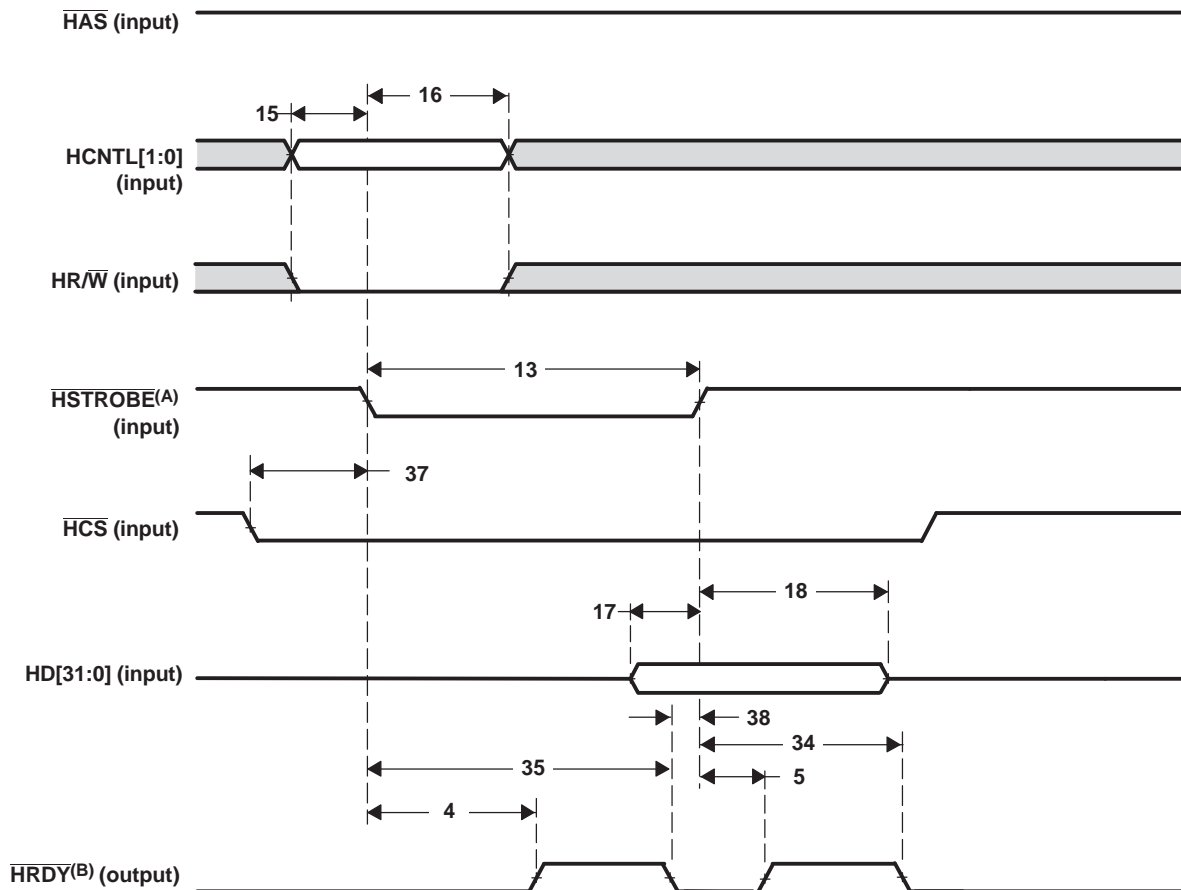 HAS (input)
15
16
HCNTL[1:0]
(input)
HR/W (input)
13
HSTROBE(A)
(input)
37
HCS (input)
18
17
HD[31:0] (input)
38
34
35
5
4
HRDY(B) (output)